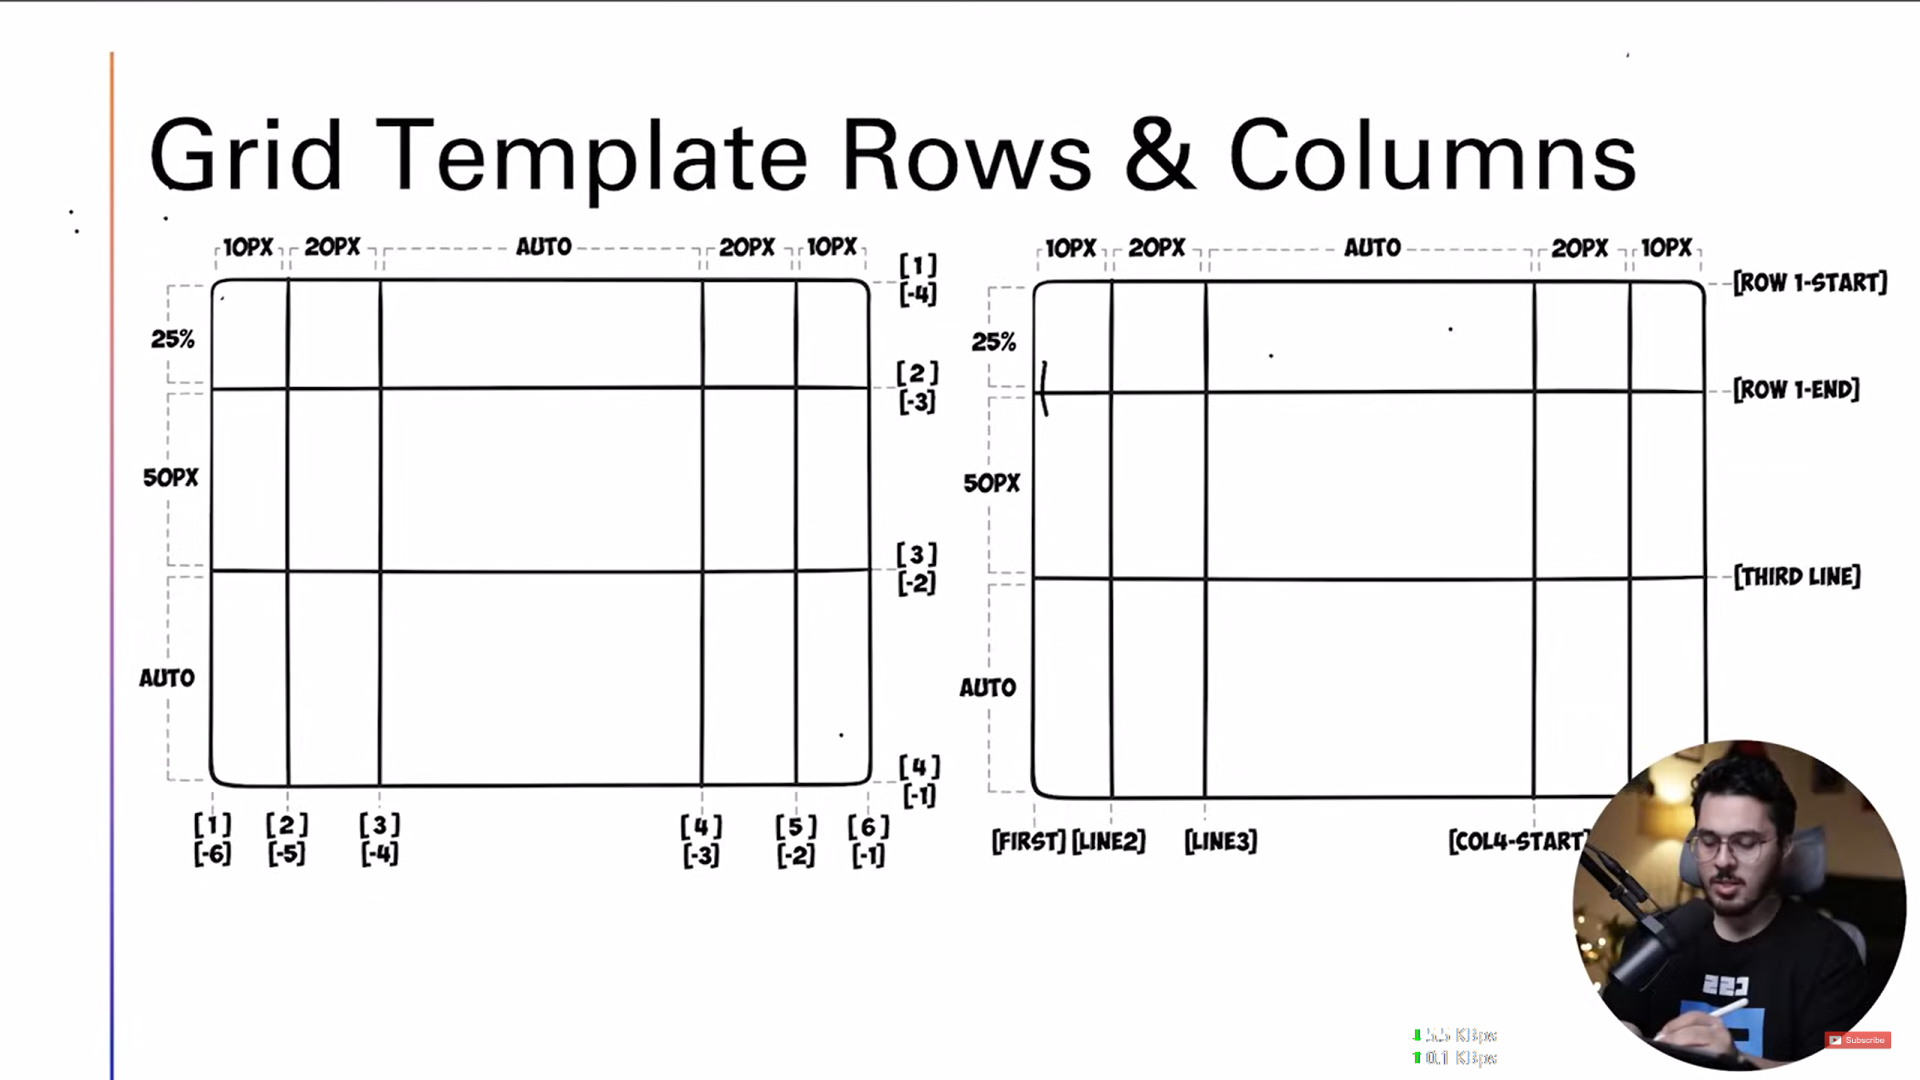 Grid Template Rows & Columns
10PX 20PX AUTO 20PX 10PX
25%
50PX
AUTO
[1]
[-4]
[2]
[-3]
[3]
[-2]
[4]
[-1]
[1] [2] [3] [4] [5] [6]
[-6] [-5] [-4] [-3] [-2] [-1]
10PX 20PX AUTO 20PX 10PX
25%
50PX
AUTO
[ROW 1-START]
[ROW 1-END]
[THIRD LINE]
[FIRST] [LINE2] [LINE3] [COL4-START]
5.5 KBps
0.1 KBps
Subscribe